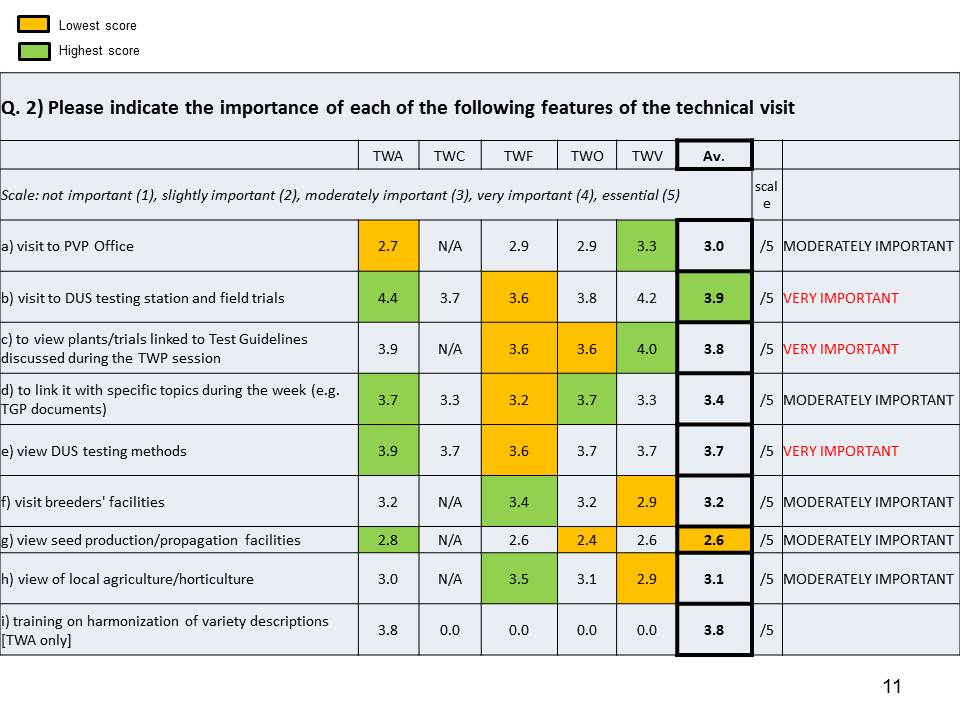 Lowest score
Highest score
Q. 2) Please indicate the importance of each of the following features of the technical visit
TWA TWC TWF TWO TWV Av.
Scale: not important (1), slightly important (2), moderately important (3), very important (4), essential (5) scal
e
a) visit to PVP Office 2.7 N/A 2.9 2.9 3.3 3.0 /5 MODERATELY IMPORTANT
b) visit to DUS testing station and field trials 4.4 3.7 3.6 3.8 4.2 3.9 /5 VERY IMPORTANT
c) to view plants/trials linked to Test Guidelines
discussed during the TWP session 3.9 N/A 3.6 3.6 4.0 3.8 /5 VERY IMPORTANT
d) to link it with specific topics during the week (e.g.
TGP documents) 3.7 3.3 3.2 3.7 3.3 3.4 /5 MODERATELY IMPORTANT
e) view DUS testing methods 3.9 3.7 3.6 3.7 3.7 3.7 /5 VERY IMPORTANT
f) visit breeders' facilities 3.2 N/A 3.4 3.2 2.9 3.2 /5 MODERATELY IMPORTANT
g) view seed production/propagation facilities 2.8 N/A 2.6 2.4 2.6 2.6 /5 MODERATELY IMPORTANT
h) view of local agriculture/horticulture 3.0 N/A 3.5 3.1 2.9 3.1 /5 MODERATELY IMPORTANT
i) training on harmonization of variety descriptions
[TWA only] 3.8 0.0 0.0 0.0 0.0 3.8 /5
11